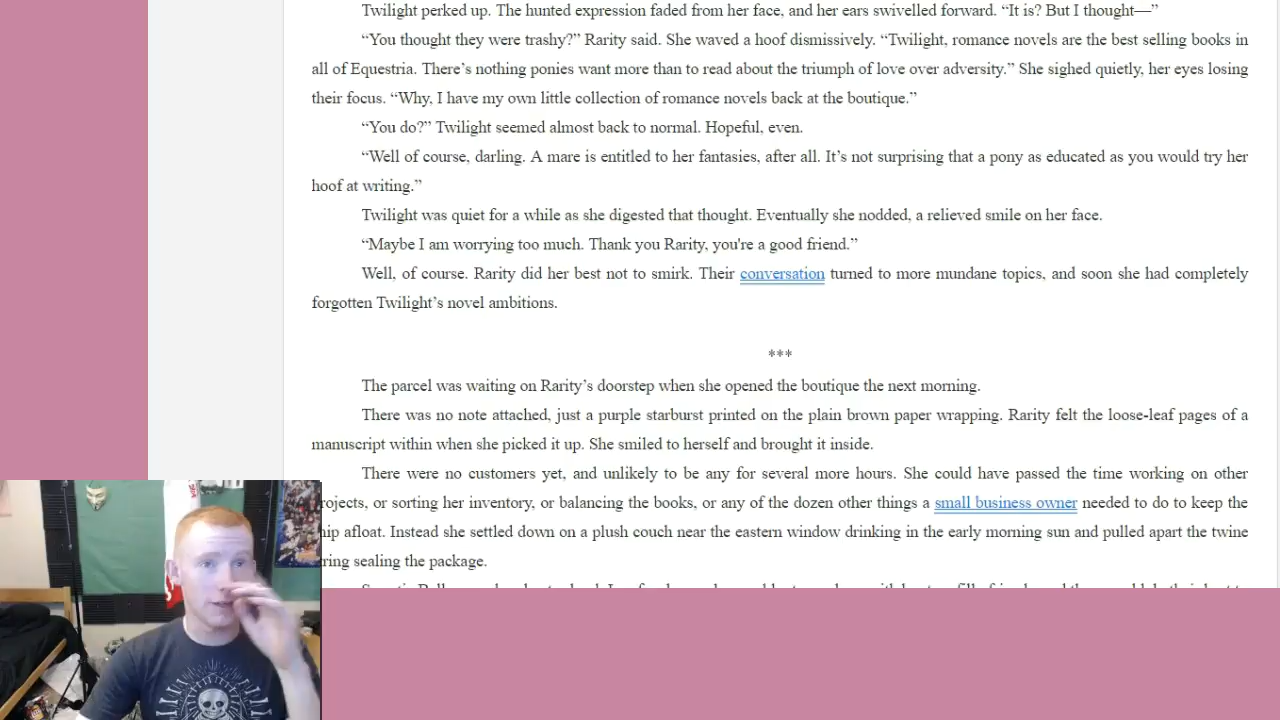 Twilight perked up. The hunted expression faded from her face, and her ears swivelled forward. “It is? But I thought—”
“You thought they were trashy?” Rarity said. She waved a hoof dismissively. “Twilight, romance novels are the best selling books in
all of Equestria. There’s nothing ponies want more than to read about the triumph of love over adversity.” She sighed quietly, her eyes losing
their focus. “Why, I have my own little collection of romance novels back at the boutique.”
“You do?” Twilight seemed almost back to normal. Hopeful, even.
“Well of course, darling. A mare is entitled to her fantasies, after all. It’s not surprising that a pony as educated as you would try her
hoof at writing.”
Twilight was quiet for a while as she digested that thought. Eventually she nodded, a relieved smile on her face.
“Maybe I am worrying too much. Thank you Rarity, you're a good friend.”
Well, of course. Rarity did her best not to smirk. Their conversation turned to more mundane topics, and soon she had completely
forgotten Twilight’s novel ambitions.
***
The parcel was waiting on Rarity’s doorstep when she opened the boutique the next morning.
There was no note attached, just a purple starburst printed on the plain brown paper wrapping. Rarity felt the loose-leaf pages of a
manuscript within when she picked it up. She smiled to herself and brought it inside.
There were no customers yet, and unlikely to be any for several more hours. She could have passed the time working on other
rojects, or sorting her inventory, or balancing the books, or any of the dozen other things a small business owner needed to do to keep the
hip afloat. Instead she settled down on a plush couch near the eastern window drinking in the early morning sun and pulled apart the twine
ring sealing the package.